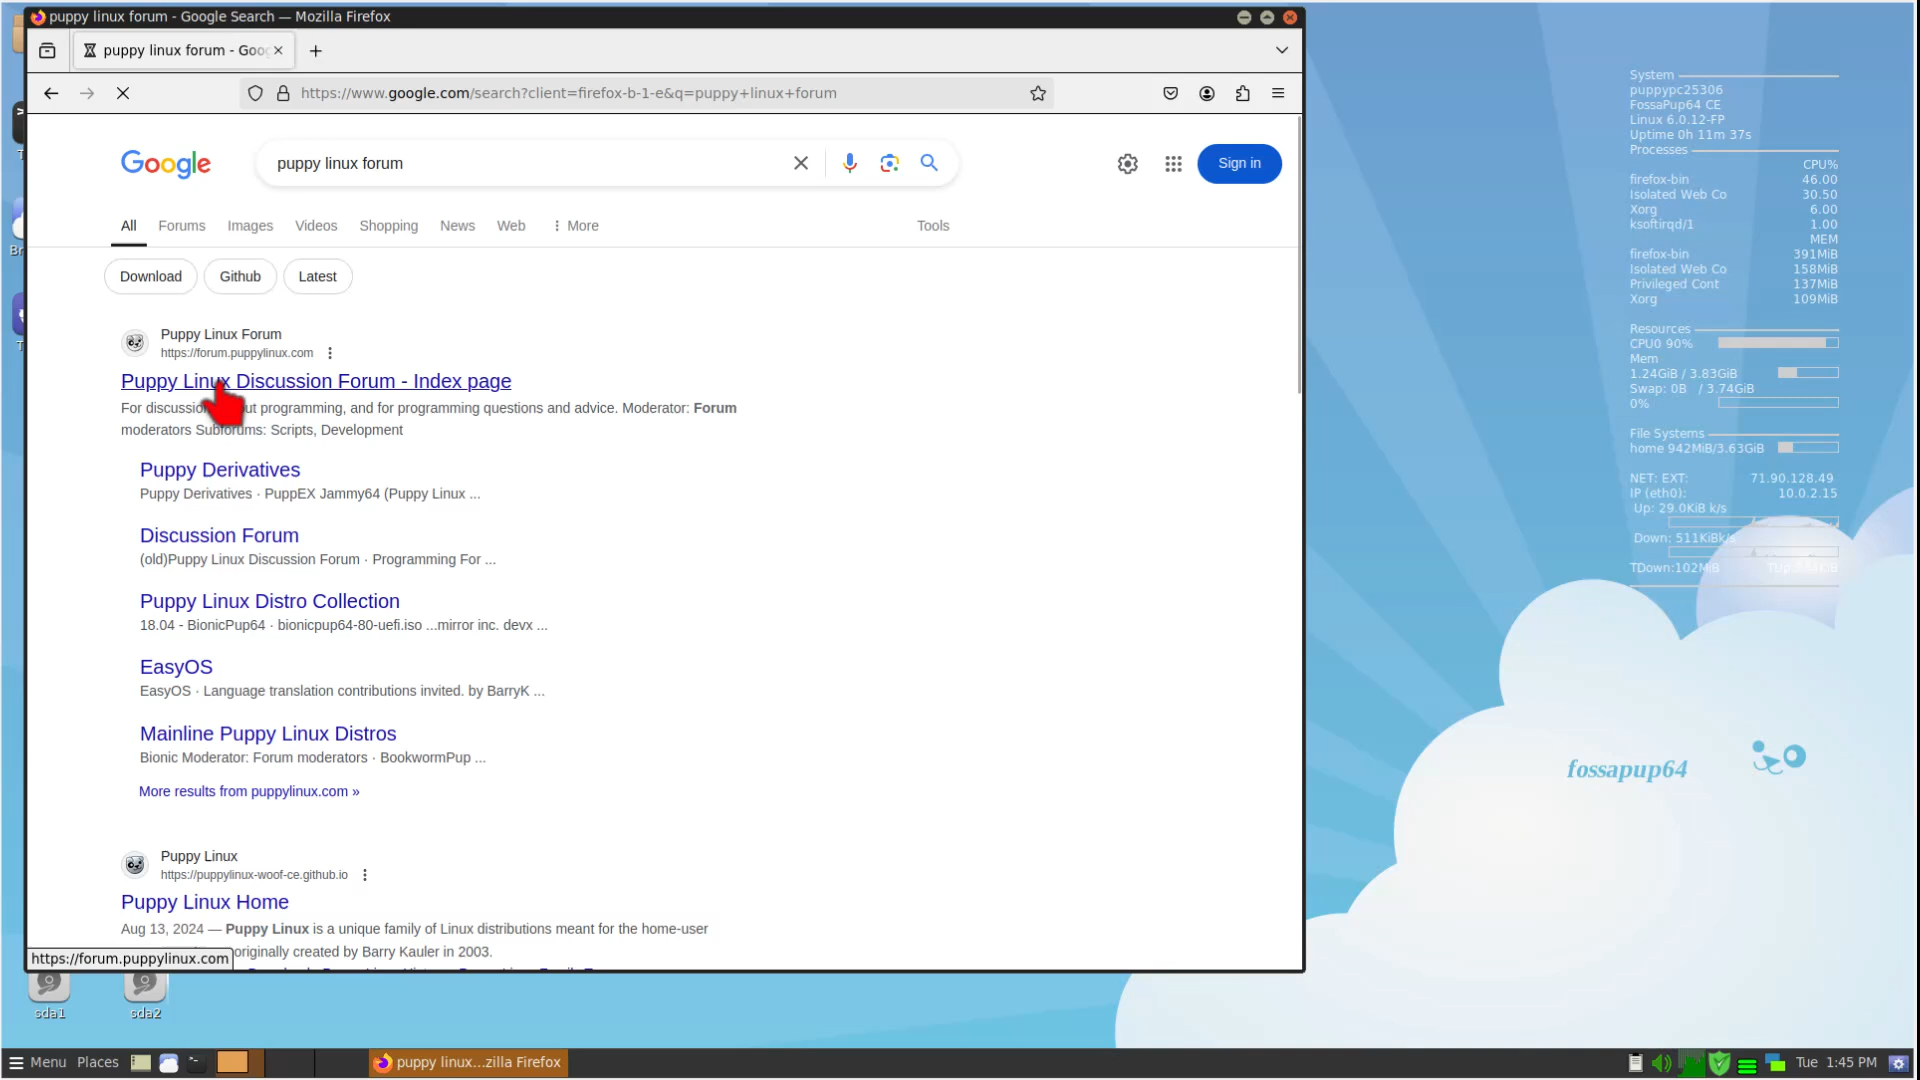 puppy linux forum - Google Search — Mozilla Firefox
puppy linux forum - Goo
https://www.google.com/search?client=firefox-b-1-e&q=puppy+linux+forum
Google
puppy linux forum
Sign in
All Forums Images Videos Shopping News Web More Tools
Download Github Latest
Puppy Linux Forum
https://forum.puppylinux.com
Puppy Linux Discussion Forum - Index page
For discussion ut programming, and for programming questions and advice. Moderator: Forum
moderators Subforums: Scripts, Development
Puppy Derivatives
Puppy Derivatives · PuppEX Jammy64 (Puppy Linux ...
Discussion Forum
(old)Puppy Linux Discussion Forum · Programming For ...
Puppy Linux Distro Collection
18.04 - BionicPup64 · bionicpup64-80-uefi.iso ...mirror inc. devx ...
EasyOS
EasyOS · Language translation contributions invited. by BarryK ...
Mainline Puppy Linux Distros
Bionic Moderator: Forum moderators · BookwormPup ...
More results from puppylinux.com »
Puppy Linux
https://puppylinux-woof-ce.github.io
Puppy Linux Home
Aug 13, 2024 — Puppy Linux is a unique family of Linux distributions meant for the home-user
originally created by Barry Kauler in 2003.
https://forum.puppylinux.com
System
puppypc25306
FossaPup64 CE
Linux 6.0.12-FP
Uptime 0h 11m 37s
Processes
CPU%
firefox-bin 46.00
Isolated Web Co 30.50
Xorg 6.00
ksoftirqd/1 1.00
MEM
firefox-bin 391MiB
Isolated Web Co 158MiB
Privileged Cont 137MiB
Xorg 109MiB
Resources
CPU0 90%
Mem
1.24GiB / 3.83GiB
Swap: 0B / 3.74GiB
0%
File Systems
home 942MiB/3.63GiB
NET: EXT: 71.90.128.49
IP (eth0): 10.0.2.15
Up: 29.0KiB k/s
Down: 511KiBk/s
TDown:102MiB
fossapup64
sda1 sda2
Menu Places puppy linux...zilla Firefox Tue 1:45 PM